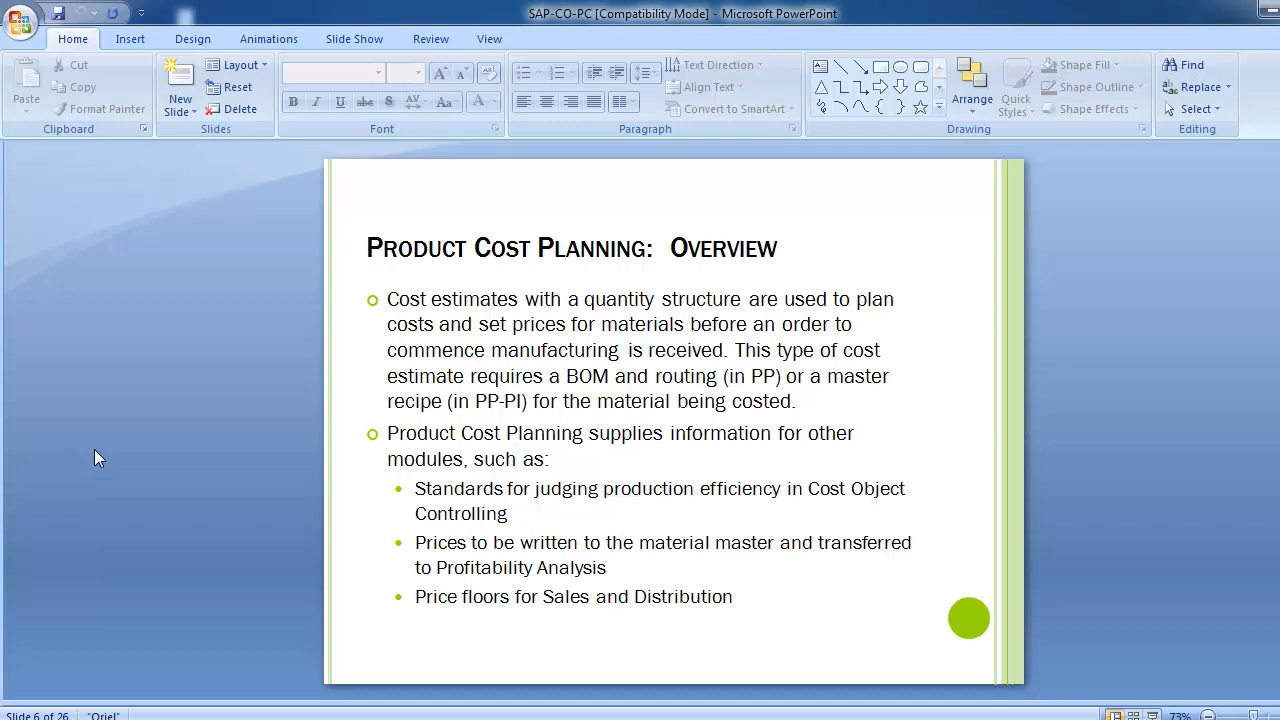 SAP-CO-PC [Compatibility Mode] - Microsoft PowerPoint
Home Insert Design Animations Slide Show Review View
Paste
Cut
Copy
Format Painter
Clipboard
New
Slide
Layout
Reset
Delete
Slides
B I U abc S AV Aa A
Font
Text Direction
Align Text
Convert to SmartArt
Paragraph
Arrange
Quick
Styles
Shape Fill
Shape Outline
Shape Effects
Drawing
Find
Replace
Select
Editing
PRODUCT COST PLANNING: OVERVIEW
Cost estimates with a quantity structure are used to plan
costs and set prices for materials before an order to
commence manufacturing is received. This type of cost
estimate requires a BOM and routing (in PP) or a master
recipe (in PP-PI) for the material being costed.
Product Cost Planning supplies information for other
modules, such as:
Standards for judging production efficiency in Cost Object
Controlling
Prices to be written to the material master and transferred
to Profitability Analysis
Price floors for Sales and Distribution
Slide 6 of 26 "Oriel" 73%